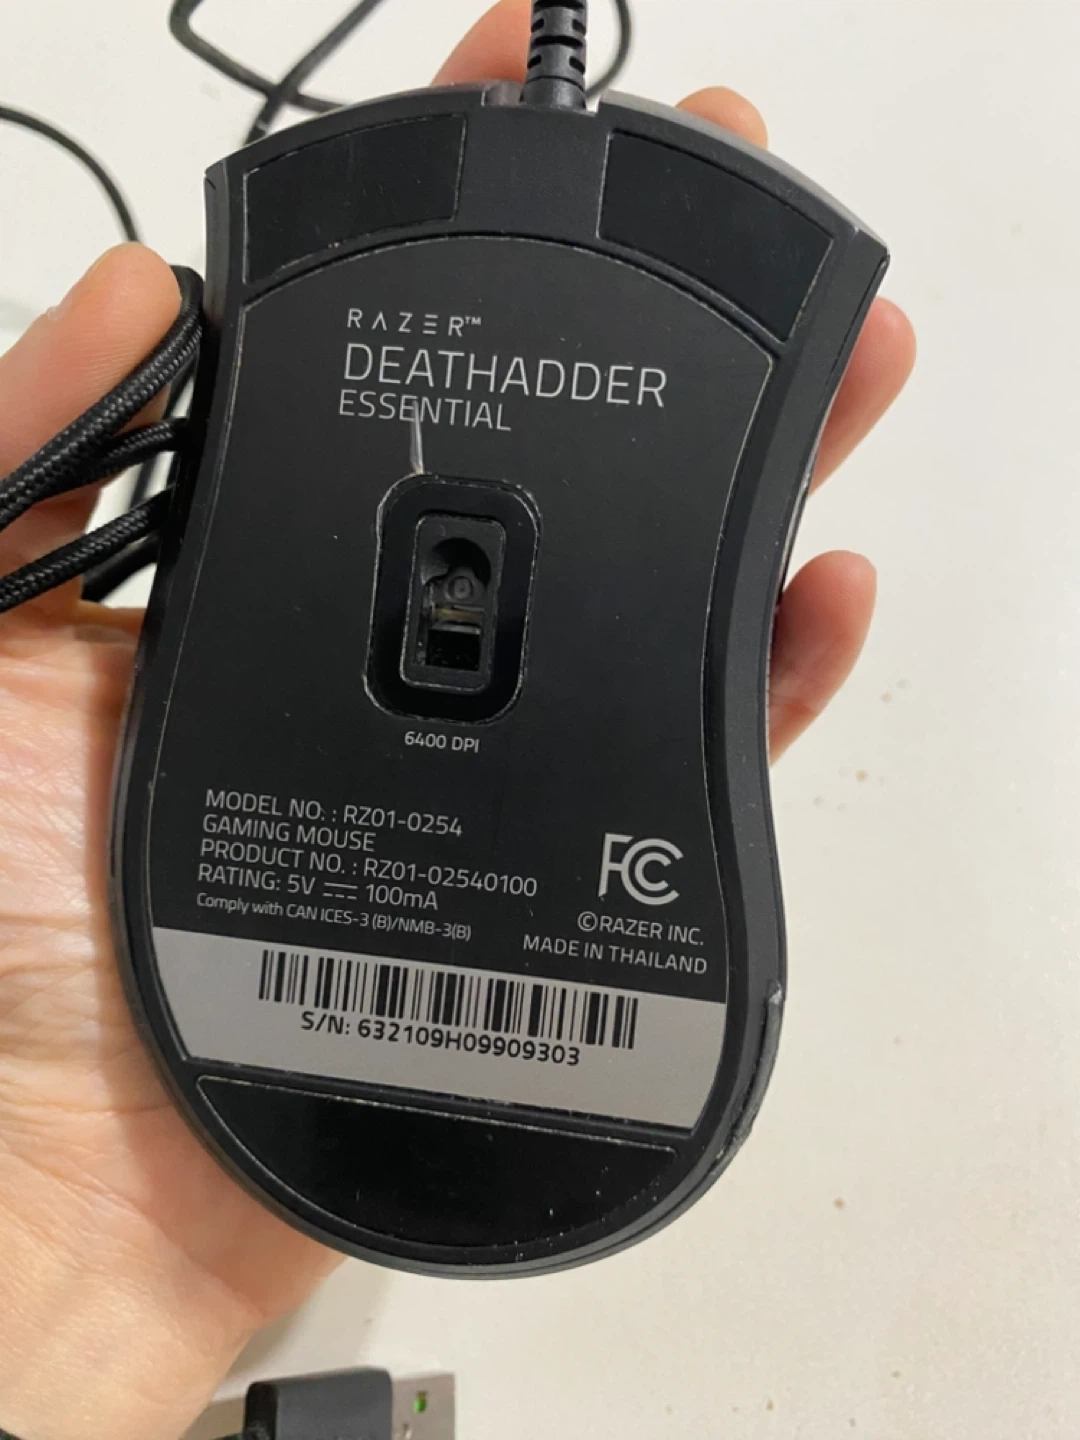 RAZER™
DEATHADDER
ESSENTIAL
6400 DPI
MODEL NO. : RZ01-0254
GAMING MOUSE
PRODUCT NO. : RZ01-02540100
RATING: 5V ⎓ 100mA
Comply with CAN ICES-3 (B)/NMB-3(B)
FC
©RAZER INC.
MADE IN THAILAND
S/N: 632109H09909303